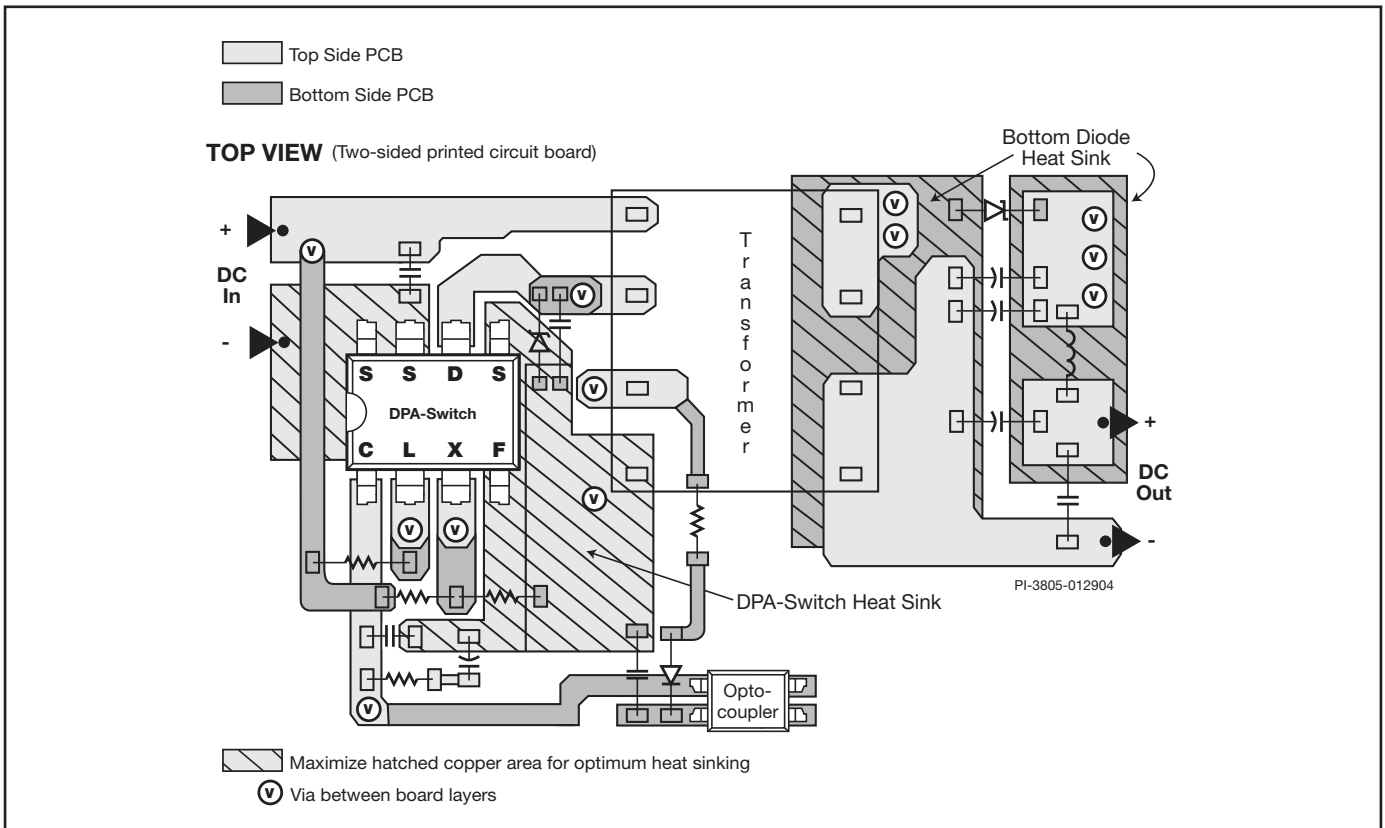 Top Side PCB
Bottom Side PCB
TOP VIEW (Two-sided printed circuit board)
Bottom Diode
Heat Sink
+
DC
In
-
V
V
V
V
V
V
V
V
V
V
V
V
Transformer
S S D S
DPA-Switch
C L X F
+
DC
Out
-
PI-3805-012904
DPA-Switch Heat Sink
Opto-
coupler
Maximize hatched copper area for optimum heat sinking
V Via between board layers